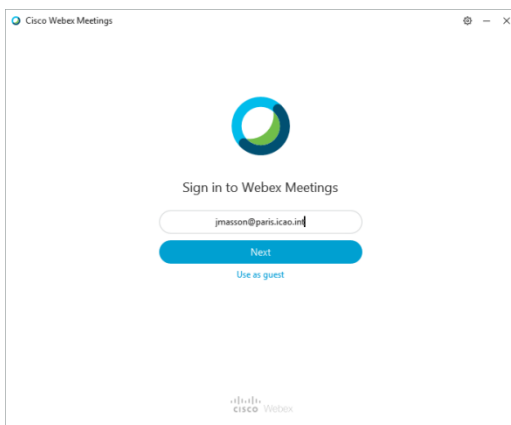 Cisco Webex Meetings
Sign in to Webex Meetings
jmasson@paris.icao.int
Next
Use as guest
cisco Webex